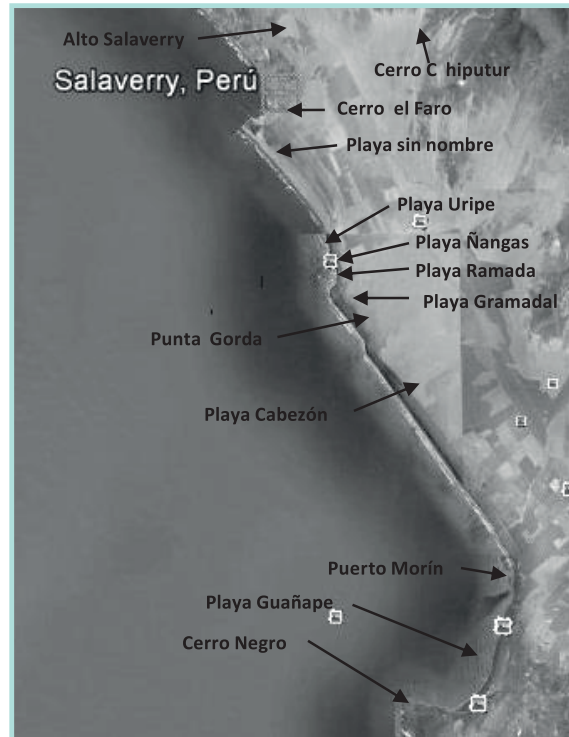 Alto Salaverry
Cerro C hiputur
Salaverry, Perú
Cerro el Faro
Playa sin nombre
Playa Uripe
Playa Ñangas
Playa Ramada
Playa Gramadal
Punta Gorda
Playa Cabezón
Puerto Morín
Playa Guañape
Cerro Negro